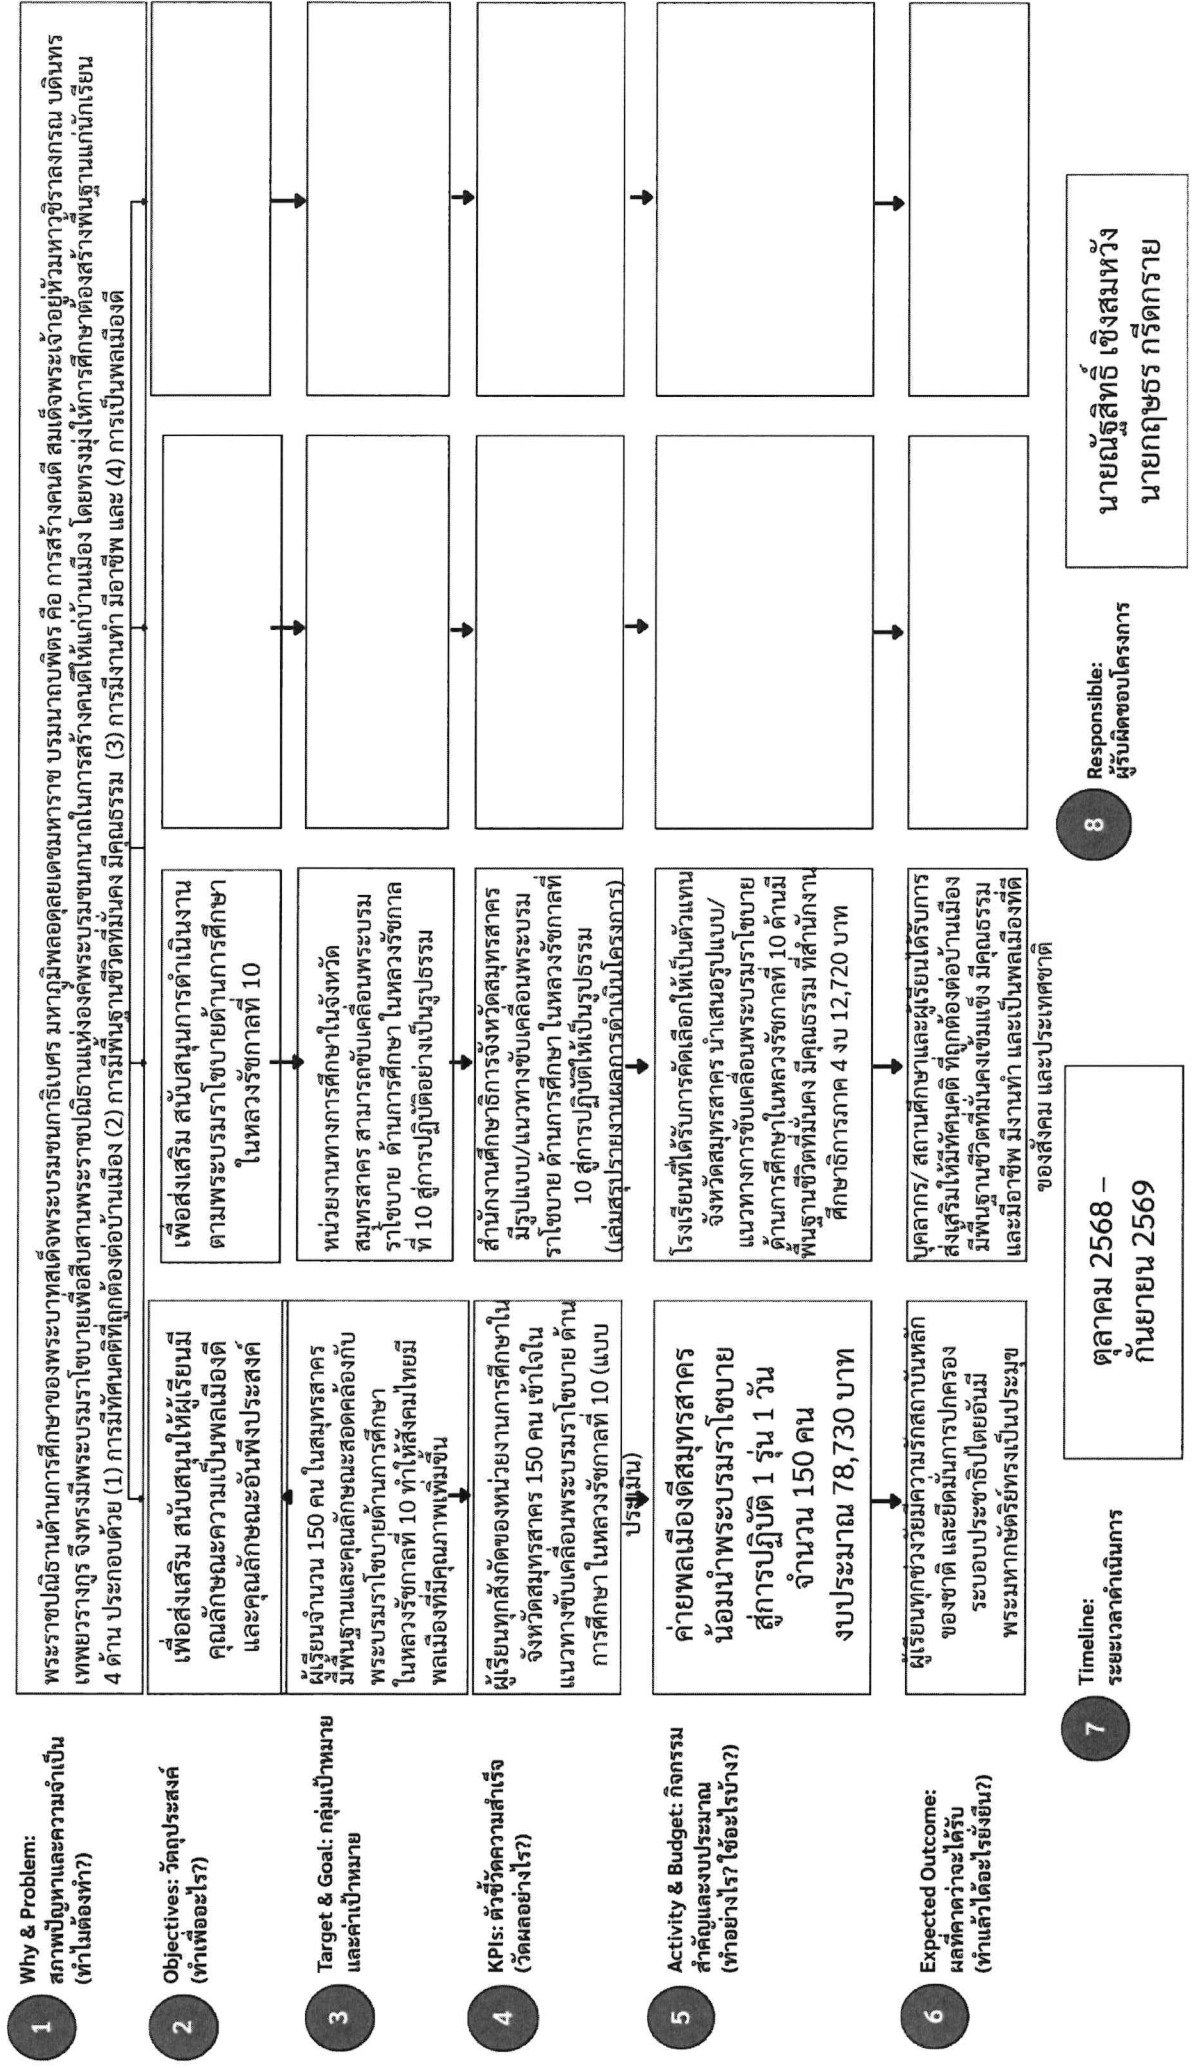 1
Why & Problem:
สภาพปัญหาและความจำเป็น
(ทำไมต้องทำ?)
พระราชปณิธานด้านการศึกษาของพระบาทสเด็จพระบรมชนกาธิเบศร มหาภูมิพลอดุลยเดชมหาราช บรมนาถบพิตร คือ การสร้างคนดี สมเด็จพระเจ้าอยู่หัวมหาวชิราลงกรณ บดินทร
เทพยวรางกูร จึงทรงมีพระบรมราโชบายเพื่อสืบสานพระราชปณิธานแห่งองค์พระบรมชนกนาถในการสร้างคนดีให้แก่บ้านเมือง โดยทรงมุ่งให้การศึกษาต้องสร้างพื้นฐานแก่นักเรียน
4 ด้าน ประกอบด้วย (1) การมีทัศนคติที่ถูกต้องต่อบ้านเมือง (2) การมีพื้นฐานชีวิตที่มั่นคง มีคุณธรรม (3) การมีงานทำ มีอาชีพ และ (4) การเป็นพลเมืองดี
2
Objectives: วัตถุประสงค์
(ทำเพื่ออะไร?)
เพื่อส่งเสริม สนับสนุนให้ผู้เรียนมี
คุณลักษณะความเป็นพลเมืองดี
และคุณลักษณะอันพึงประสงค์
เพื่อส่งเสริม สนับสนุนการดำเนินงาน
ตามพระบรมราโชบายด้านการศึกษา
ในหลวงรัชกาลที่ 10
3
Target & Goal: กลุ่มเป้าหมาย
และค่าเป้าหมาย
ผู้เรียนจำนวน 150 คน ในสมุทรสาคร
มีพื้นฐานและคุณลักษณะสอดคล้องกับ
พระบรมราโชบายด้านการศึกษา
ในหลวงรัชกาลที่ 10 ทำให้สังคมไทยมี
พลเมืองที่มีคุณภาพเพิ่มขึ้น
หน่วยงานทางการศึกษาในจังหวัด
สมุทรสาคร สามารถขับเคลื่อนพระบรม
ราโชบาย ด้านการศึกษา ในหลวงรัชกาล
ที่ 10 สู่การปฏิบัติอย่างเป็นรูปธรรม
4
KPIs: ตัวชี้วัดความสำเร็จ
(วัดผลอย่างไร?)
ผู้เรียนทุกสังกัดของหน่วยงานการศึกษาใน
จังหวัดสมุทรสาคร 150 คน เข้าใจใน
แนวทางขับเคลื่อนพระบรมราโชบาย ด้าน
การศึกษา ในหลวงรัชกาลที่ 10 (แบบ
ประเมิน)
สำนักงานศึกษาธิการจังหวัดสมุทรสาคร
มีรูปแบบ/แนวทางขับเคลื่อนพระบรม
ราโชบาย ด้านการศึกษา ในหลวงรัชกาลที่
10 สู่การปฏิบัติให้เป็นรูปธรรม
(เล่มสรุปรายงานผลการดำเนินโครงการ)
5
Activity & Budget: กิจกรรม
สำคัญและงบประมาณ
(ทำอย่างไร? ใช้อะไรบ้าง?)
ค่ายพลเมืองดีสมุทรสาคร
น้อมนำพระบรมราโชบาย
สู่การปฏิบัติ 1 รุ่น 1 วัน
จำนวน 150 คน
งบประมาณ 78,730 บาท
โรงเรียนที่ได้รับการคัดเลือกให้เป็นตัวแทน
จังหวัดสมุทรสาคร นำเสนอรูปแบบ/
แนวทางการขับเคลื่อนพระบรมราโชบาย
ด้านการศึกษาในหลวงรัชกาลที่ 10 ด้านมี
พื้นฐานชีวิตที่มั่นคง มีคุณธรรม ที่สำนักงาน
ศึกษาธิการภาค 4 งบ 12,720 บาท
6
Expected Outcome:
ผลที่คาดว่าจะได้รับ
(ทำแล้วได้อะไรยั่งยืน?)
ผู้เรียนทุกช่วงวัยมีความรักสถาบันหลัก
ของชาติ และยึดมั่นการปกครอง
ระบอบประชาธิปไตยอันมี
พระมหากษัตริย์ทรงเป็นประมุข
บุคลากร/ สถานศึกษาและผู้เรียนได้รับการ
ส่งเสริมให้มีทัศนคติ ที่ถูกต้องต่อบ้านเมือง
มีพื้นฐานชีวิตที่มั่นคงเข้มแข็ง มีคุณธรรม
และมีอาชีพ มีงานทำ และเป็นพลเมืองที่ดี
ของสังคม และประเทศชาติ
7
Timeline:
ระยะเวลาดำเนินการ
ตุลาคม 2568 –
กันยายน 2569
8
Responsible:
ผู้รับผิดชอบโครงการ
นายณัฐสิทธิ์ เชิงสมหวัง
นายกฤษธร กรีดกราย